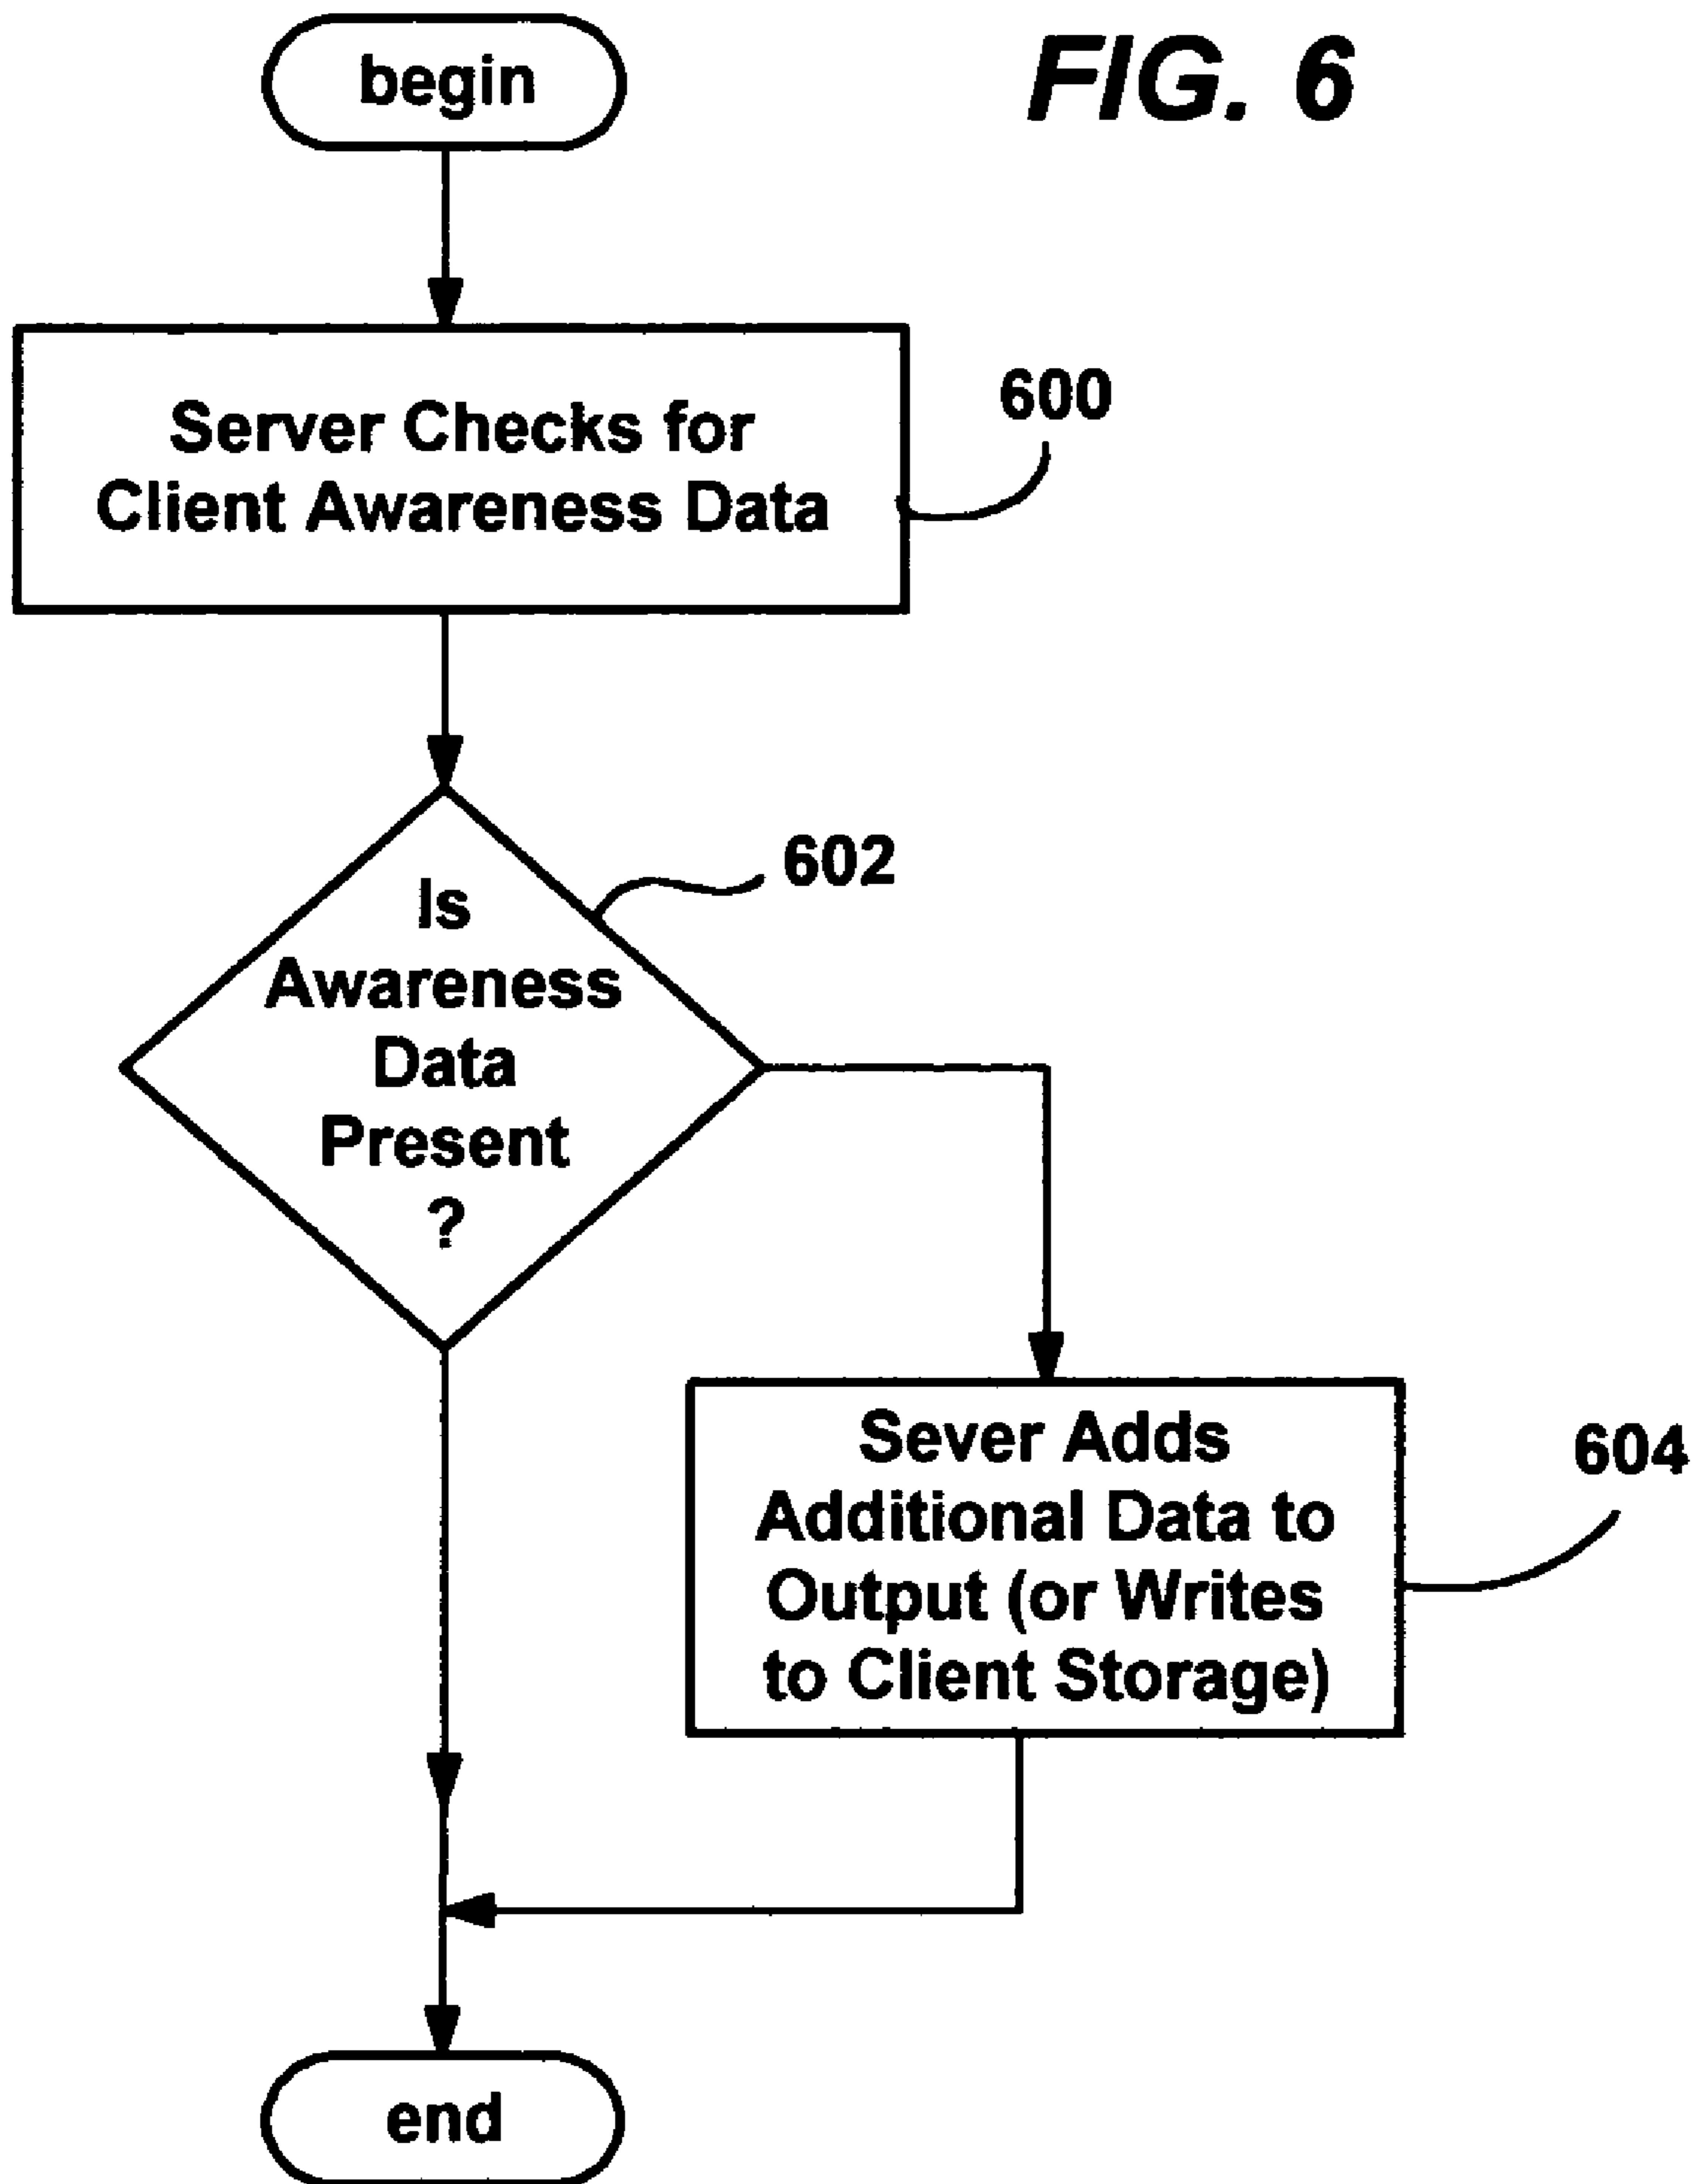 begin
FIG. 6
Server Checks for
Client Awareness Data
600
602
Is
Awareness
Data
Present
?
Sever Adds
Additional Data to
Output (or Writes
to Client Storage)
604
end